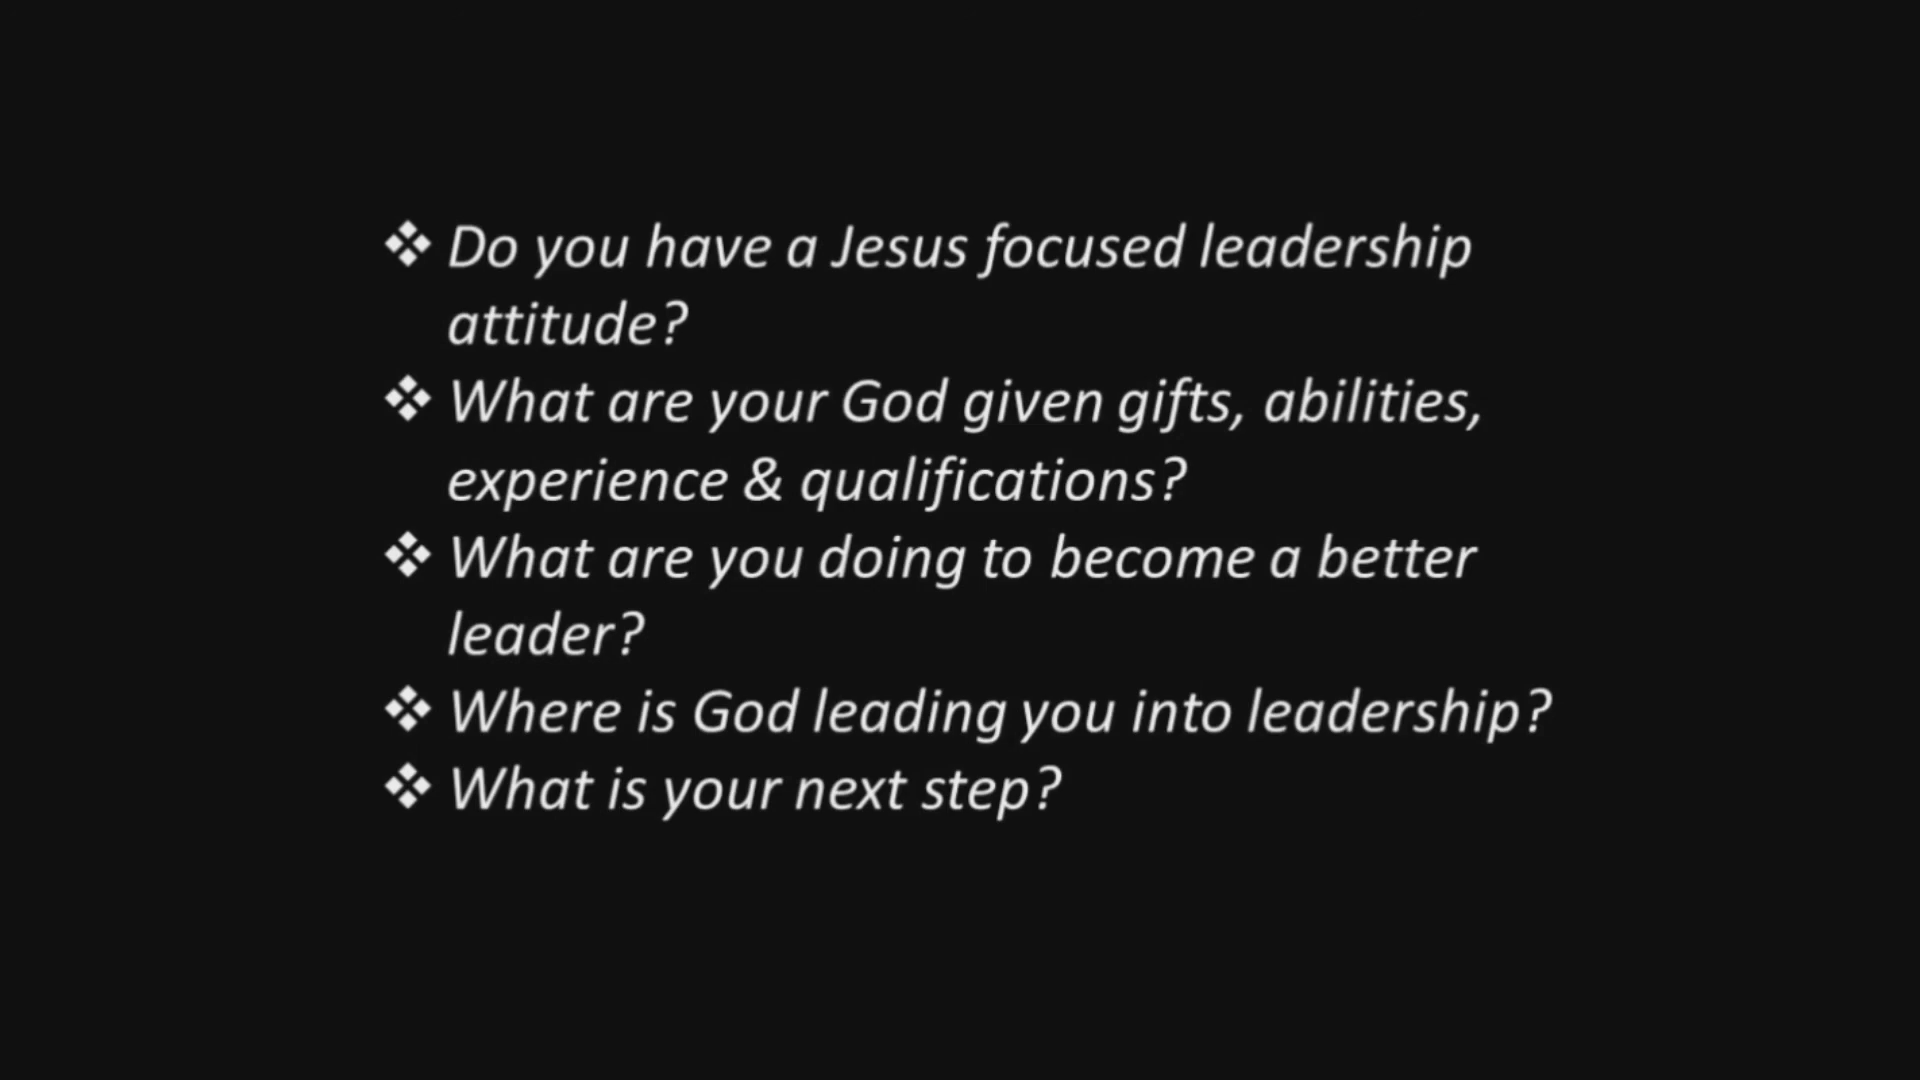 ❖ Do you have a Jesus focused leadership
attitude?
❖ What are your God given gifts, abilities,
experience & qualifications?
❖ What are you doing to become a better
leader?
❖ Where is God leading you into leadership?
❖ What is your next step?